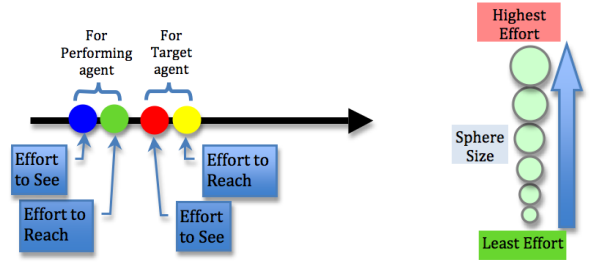 For
Performing
agent
For
Target
agent
Effort
to See
Effort to
Reach
Effort to
Reach
Effort to
See
Highest
Effort
Sphere
Size
Least Effort